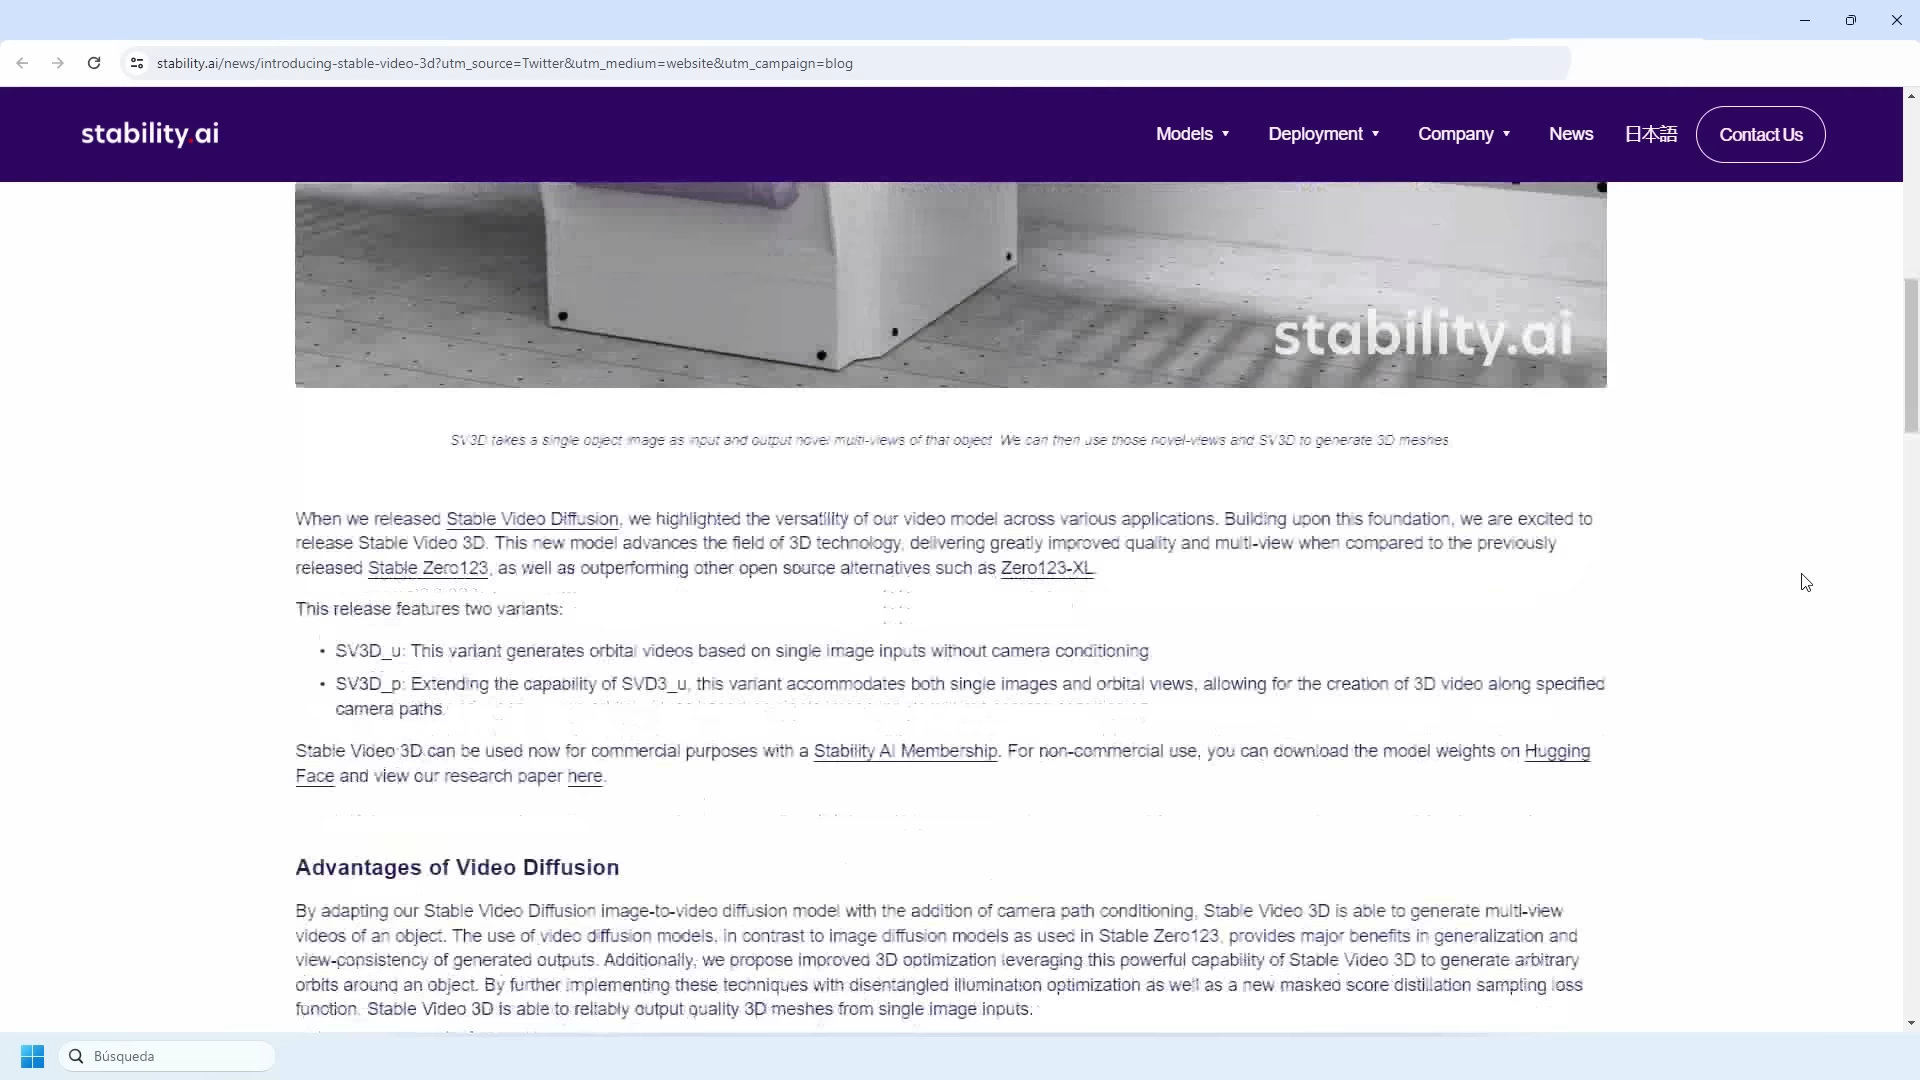 stability.ai/news/introducing-stable-video-3d?utm_source=Twitter&utm_medium=website&utm_campaign=blog
stability.ai
Models
Deployment
Company
News
日本語
Contact Us
stability.ai
SV3D takes a single object image as input and output novel multi-views of that object. We can then use those novel-views and SV3D to generate 3D meshes.
When we released Stable Video Diffusion, we highlighted the versatility of our video model across various applications. Building upon this foundation, we are excited to
release Stable Video 3D. This new model advances the field of 3D technology, delivering greatly improved quality and multi-view when compared to the previously
released Stable Zero123, as well as outperforming other open source alternatives such as Zero123-XL.
This release features two variants:
• SV3D_u: This variant generates orbital videos based on single image inputs without camera conditioning
• SV3D_p: Extending the capability of SVD3_u, this variant accommodates both single images and orbital views, allowing for the creation of 3D video along specified
camera paths.
Stable Video 3D can be used now for commercial purposes with a Stability AI Membership. For non-commercial use, you can download the model weights on Hugging
Face and view our research paper here.
Advantages of Video Diffusion
By adapting our Stable Video Diffusion image-to-video diffusion model with the addition of camera path conditioning, Stable Video 3D is able to generate multi-view
videos of an object. The use of video diffusion models, in contrast to image diffusion models as used in Stable Zero123, provides major benefits in generalization and
view-consistency of generated outputs. Additionally, we propose improved 3D optimization leveraging this powerful capability of Stable Video 3D to generate arbitrary
orbits around an object. By further implementing these techniques with disentangled illumination optimization as well as a new masked score distillation sampling loss
function, Stable Video 3D is able to reliably output quality 3D meshes from single image inputs.
Búsqueda